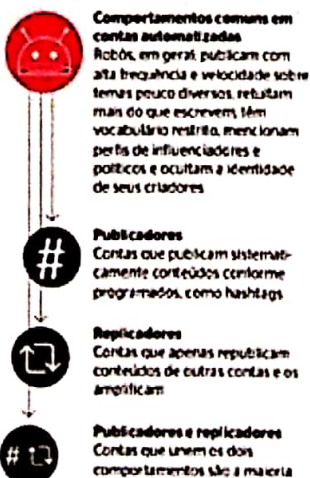 Comportamentos comuns em
contas automatizadas
Robôs, em geral, publicam com
alta frequência e velocidade sobre
temas pouco diversos, retuítam
mais do que escrevem, têm
vocabulário restrito, mencionam
perfis de influenciadores e
políticos e ocultam a identidade
de seus criadores
#
Publicadores
Contas que publicam sistemati-
camente conteúdos conforme
programados, como hashtags
Replicadores
Contas que apenas republicam
conteúdos de outras contas e os
amplificam
#
Publicadores e replicadores
Contas que unem os dois
comportamentos são a maioria